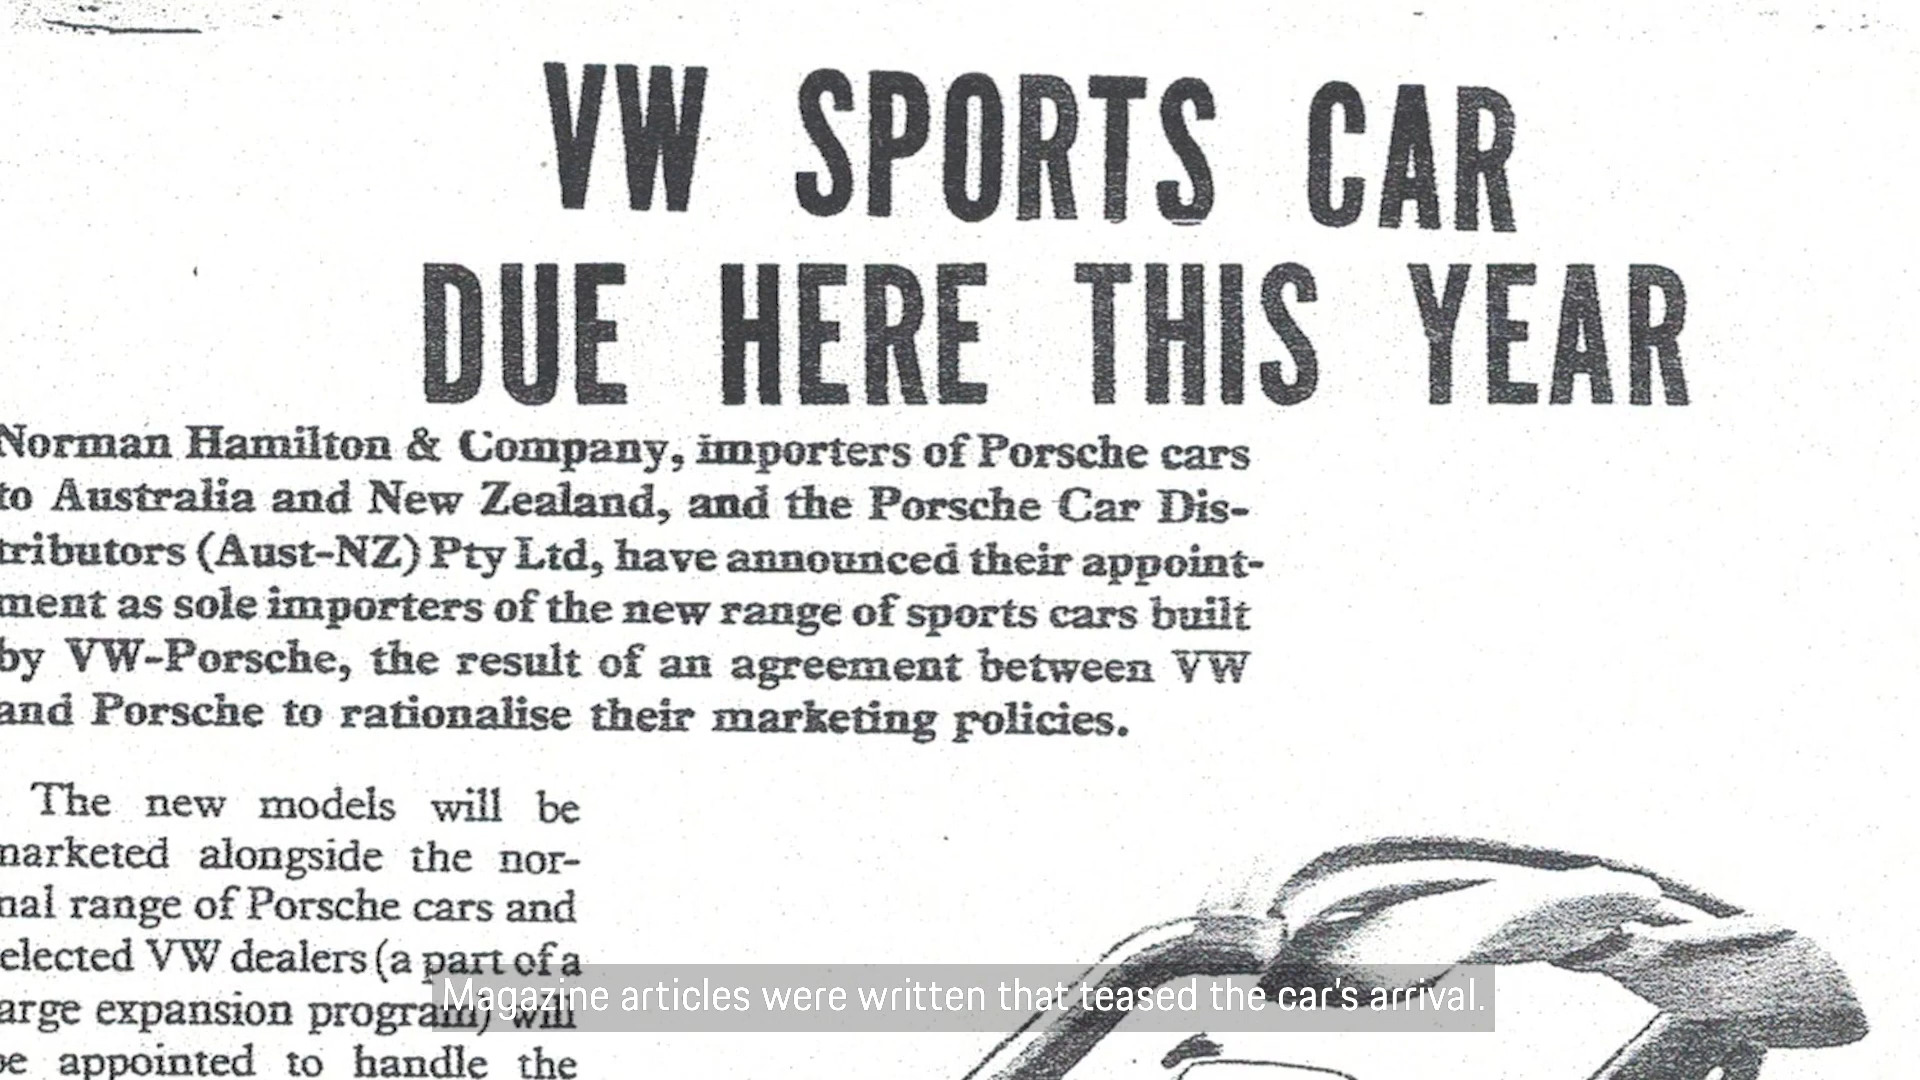 VW SPORTS CAR
DUE HERE THIS YEAR
Norman Hamilton & Company, importers of Porsche cars
to Australia and New Zealand, and the Porsche Car Dis-
tributors (Aust-NZ) Pty Ltd, have announced their appoint-
ment as sole importers of the new range of sports cars built
by VW-Porsche, the result of an agreement between VW
and Porsche to rationalise their marketing policies.
The new models will be
marketed alongside the nor-
mal range of Porsche cars and
elected VW dealers (a part of a
arge expansion program) will
be appointed to handle the
Magazine articles were written that teased the car's arrival.